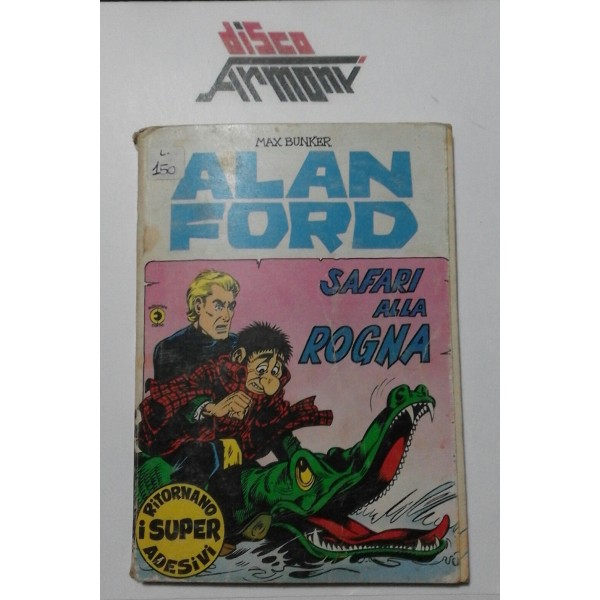 disco
Armoni
MAX BUNKER
L.
150
ALAN
FORD
SAFARI
ALLA
ROGNA
RITORNANO
i SUPER
ADESIVI